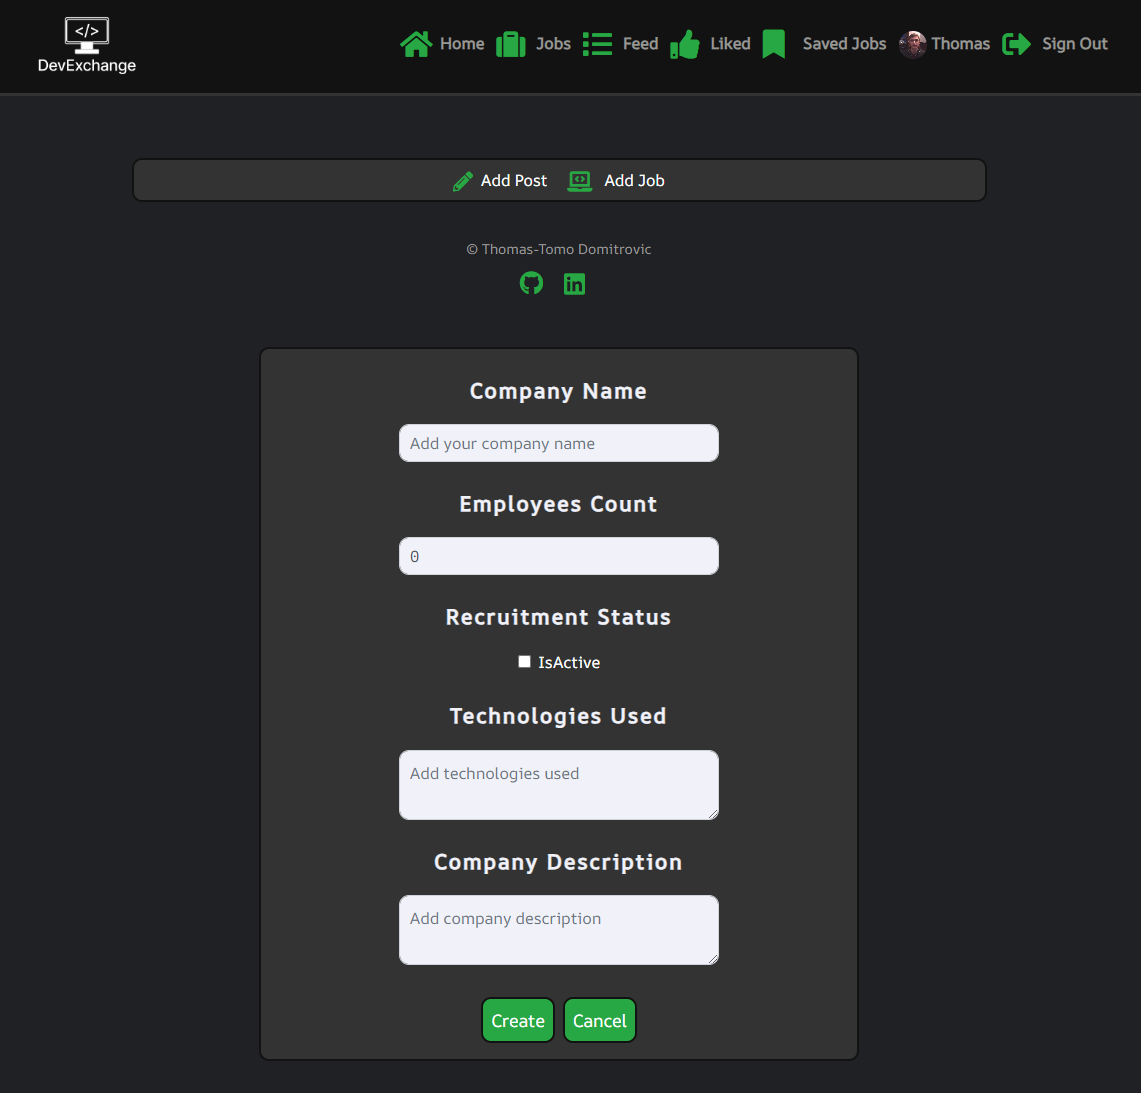 </>
DevExchange
Home Jobs Feed Liked Saved Jobs Thomas Sign Out
Add Post Add Job
© Thomas-Tomo Domitrovic
in
Company Name
Add your company name
Employees Count
0
Recruitment Status
IsActive
Technologies Used
Add technologies used
Company Description
Add company description
Create Cancel